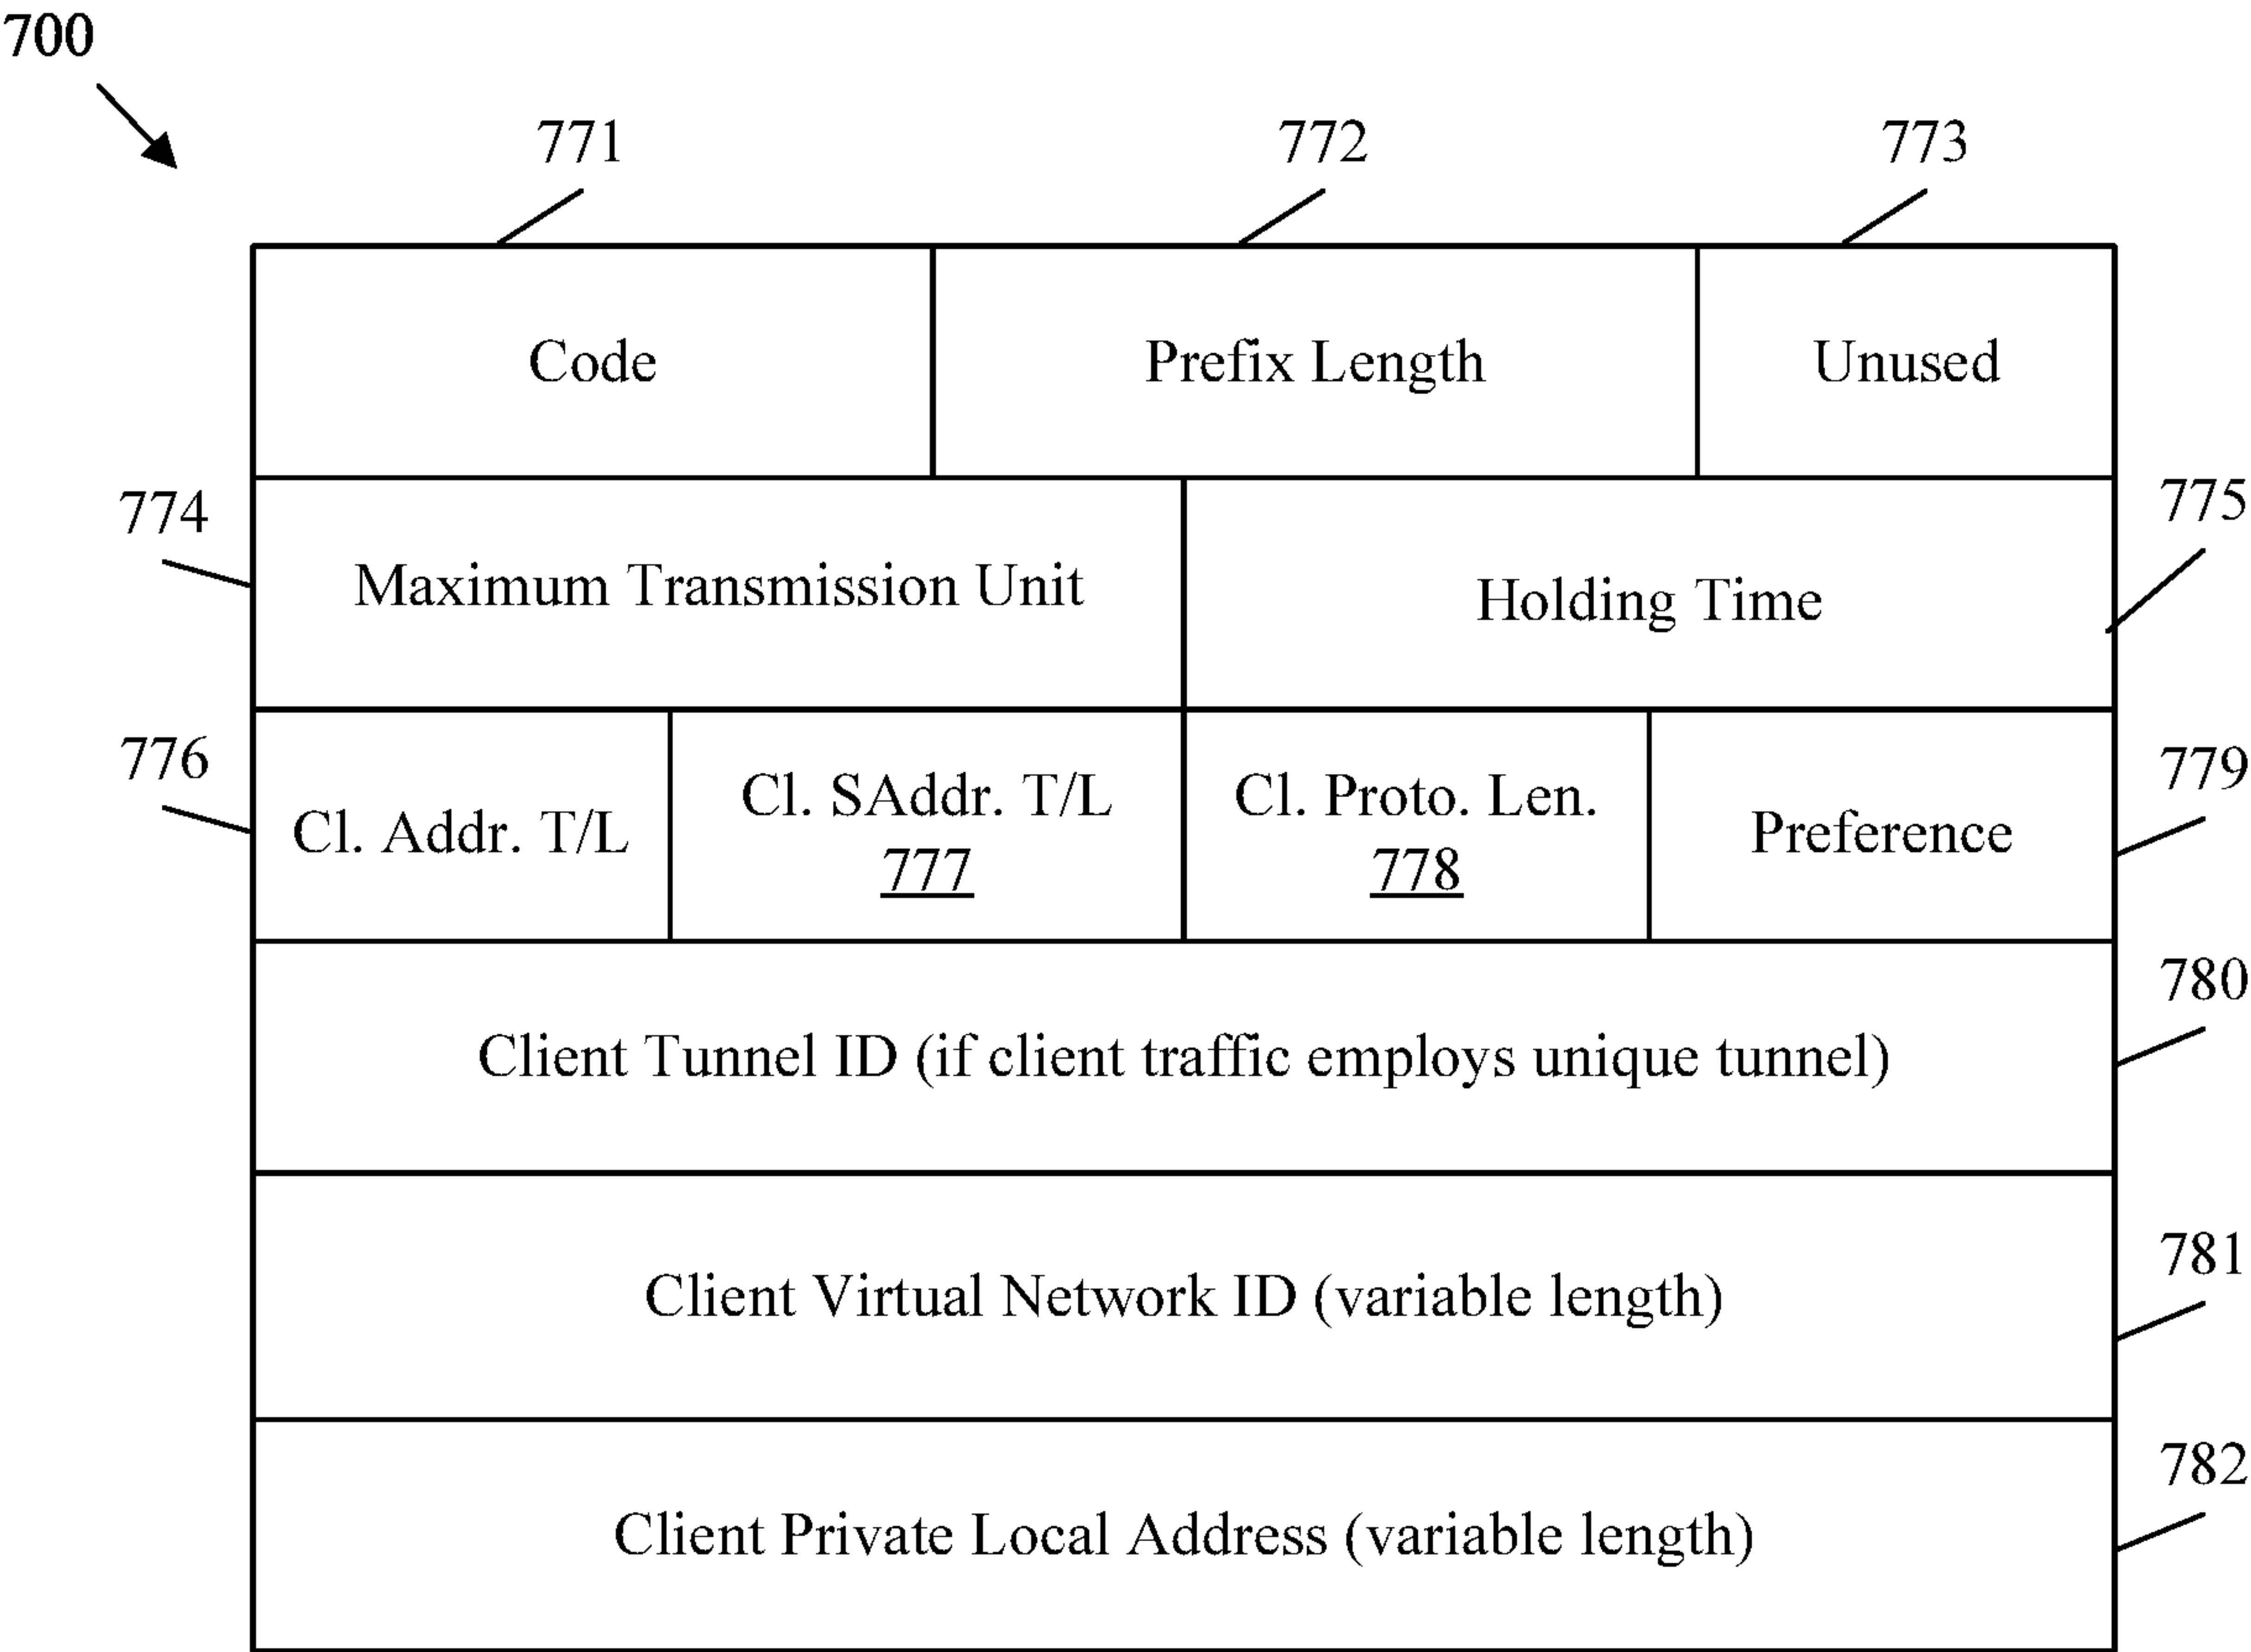 700
771
772
773
Code
Prefix Length
Unused
774
775
Maximum Transmission Unit
Holding Time
776
779
Cl. Addr. T/L
Cl. SAddr. T/L
777
Cl. Proto. Len.
778
Preference
780
Client Tunnel ID (if client traffic employs unique tunnel)
781
Client Virtual Network ID (variable length)
782
Client Private Local Address (variable length)